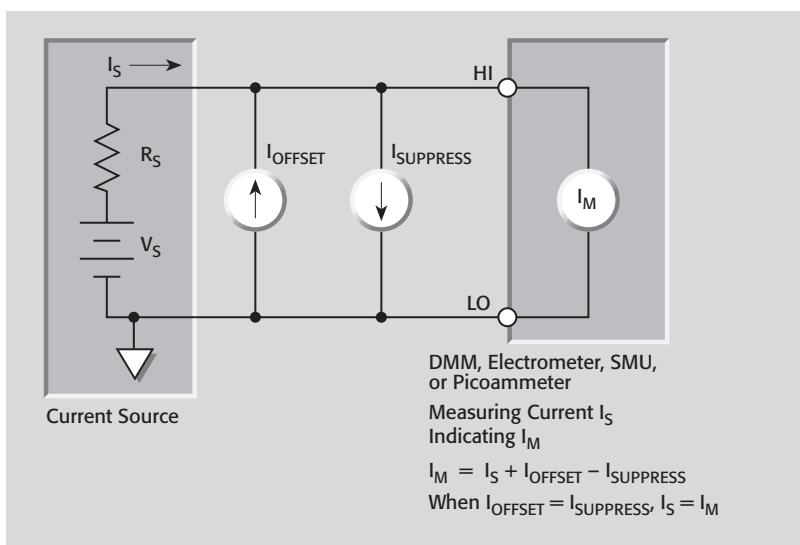 I_S
R_S
V_S
I_OFFSET
I_SUPPRESS
HI
I_M
LO
Current Source
DMM, Electrometer, SMU,
or Picoammeter
Measuring Current I_S
Indicating I_M
I_M = I_S + I_OFFSET – I_SUPPRESS
When I_OFFSET = I_SUPPRESS, I_S = I_M